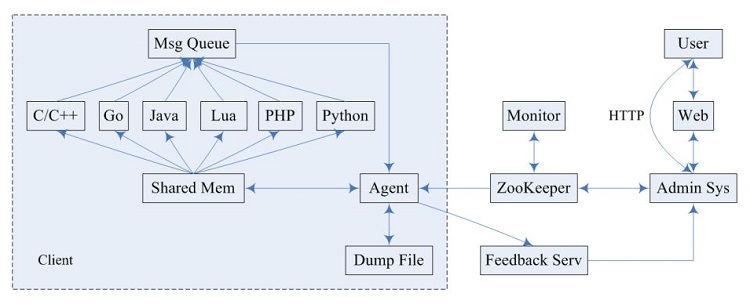 Msg Queue
User
C/C++
Go
Java
Lua
PHP
Python
Monitor
HTTP
Web
Shared Mem
Agent
ZooKeeper
Admin Sys
Client
Dump File
Feedback Serv